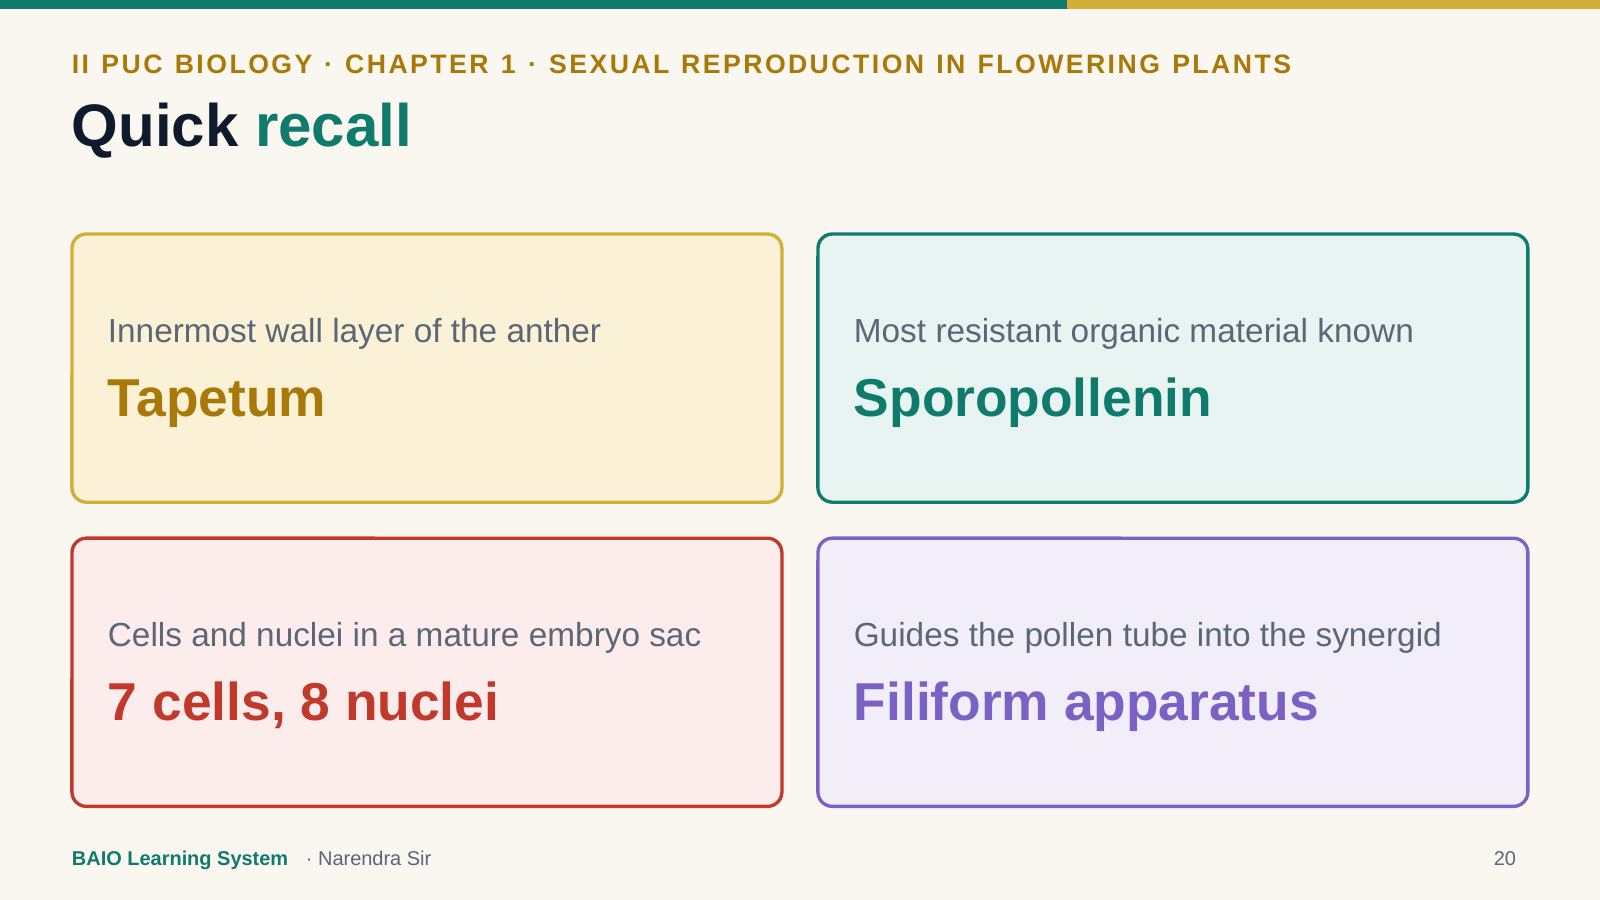 II PUC BIOLOGY · CHAPTER 1 · SEXUAL REPRODUCTION IN FLOWERING PLANTS
Quick recall
Innermost wall layer of the anther
Tapetum
Most resistant organic material known
Sporopollenin
Cells and nuclei in a mature embryo sac
7 cells, 8 nuclei
Guides the pollen tube into the synergid
Filiform apparatus
BAIO Learning System · Narendra Sir
20